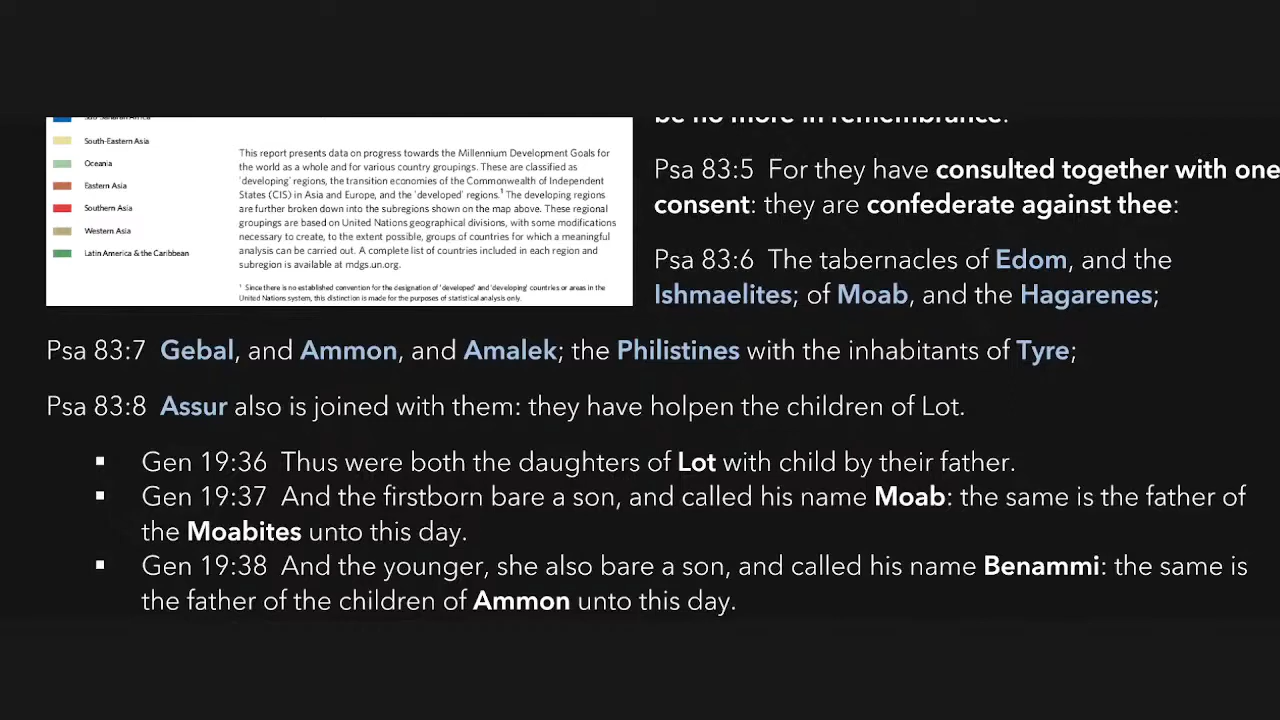 Sub-Saharan Africa
South-Eastern Asia
Oceania
Eastern Asia
Southern Asia
Western Asia
Latin America & the Caribbean
This report presents data on progress towards the Millennium Development Goals for
the world as a whole and for various country groupings. These are classified as
'developing' regions, the transition economies of the Commonwealth of Independent
States (CIS) in Asia and Europe, and the 'developed' regions.¹ The developing regions
are further broken down into the subregions shown on the map above. These regional
groupings are based on United Nations geographical divisions, with some modifications
necessary to create, to the extent possible, groups of countries for which a meaningful
analysis can be carried out. A complete list of countries included in each region and
subregion is available at mdgs.un.org.
¹ Since there is no established convention for the designation of 'developed' and 'developing' countries or areas in the
United Nations system, this distinction is made for the purposes of statistical analysis only.
be no more in remembrance.
Psa 83:5 For they have consulted together with one
consent: they are confederate against thee:
Psa 83:6 The tabernacles of Edom, and the
Ishmaelites; of Moab, and the Hagarenes;
Psa 83:7 Gebal, and Ammon, and Amalek; the Philistines with the inhabitants of Tyre;
Psa 83:8 Assur also is joined with them: they have holpen the children of Lot.
▪ Gen 19:36 Thus were both the daughters of Lot with child by their father.
▪ Gen 19:37 And the firstborn bare a son, and called his name Moab: the same is the father of
the Moabites unto this day.
▪ Gen 19:38 And the younger, she also bare a son, and called his name Benammi: the same is
the father of the children of Ammon unto this day.